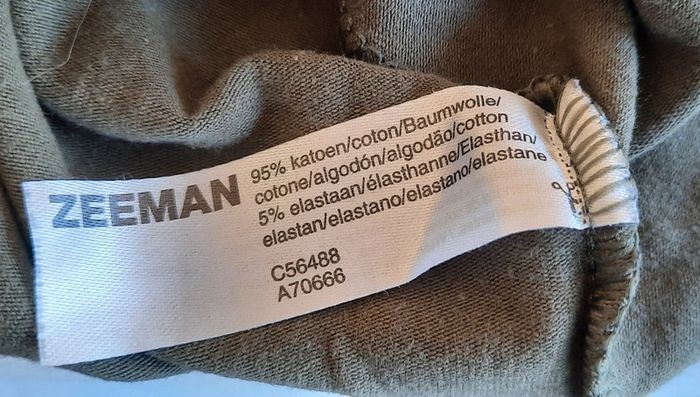 ZEEMAN
95% katoen/coton/Baumwolle/
cotone/algodón/algodão/cotton
5% elastaan/élasthanne/Elasthan/
elastan/elastano/elastano/elastane
C56488
A70666